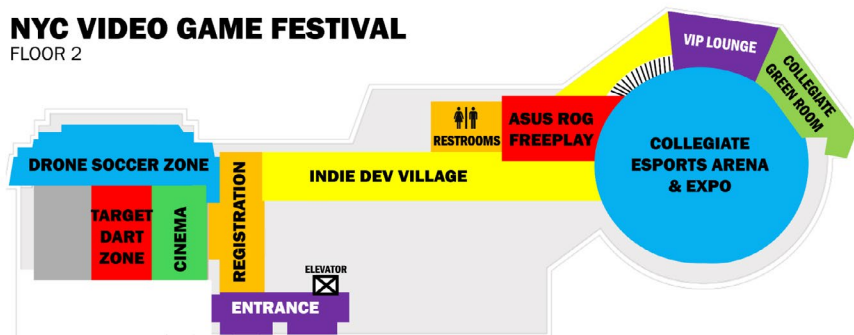 NYC VIDEO GAME FESTIVAL
FLOOR 2
VIP LOUNGE
COLLEGIATE
GREEN ROOM
RESTROOMS
ASUS ROG
FREEPLAY
COLLEGIATE
ESPORTS ARENA
& EXPO
DRONE SOCCER ZONE
INDIE DEV VILLAGE
TARGET
DART
ZONE
CINEMA
REGISTRATION
ELEVATOR
ENTRANCE